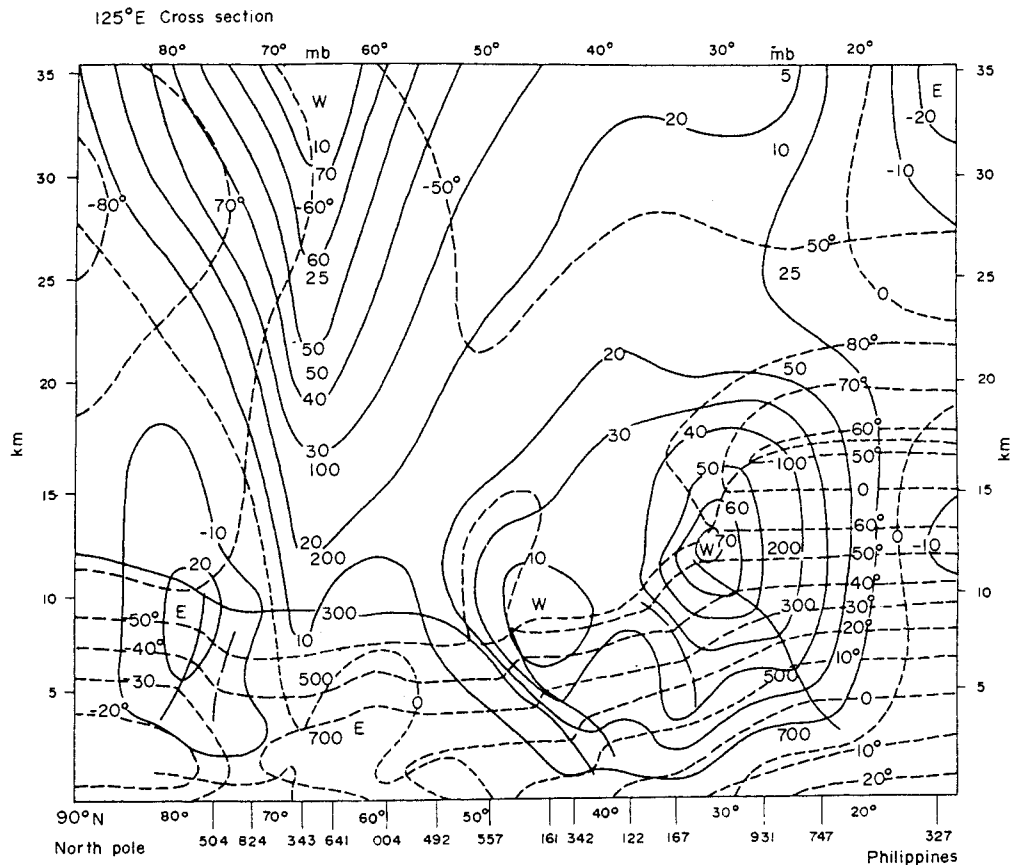 125°E Cross section
80° 70° mb 60° 50° 40° 30° mb 20°
35 5 35
W E
-20
20
10 10
70 -10
30 -50° 30
-80° 70° -60°
50°
60
25 25 25 25
0
50 80°
20
50 50
20 70° 20
40
30 40 60°
km 30 50° km
100 50 -100
15 0 15
60
-10 60°
20 70 0 -10
200 10 W 200 50°
20 40°
10 W 10
E 300 300 30°
-50° 20°
10
-40° 10°
500 500
-30
5 0 0 5
-20°
700 E 700
10°
20°
90°N 80° 70° 60° 50° 40° 30° 20°
504 824 343 641 004 492 557 161 342 122 167 931 747 327
North pole Philippines